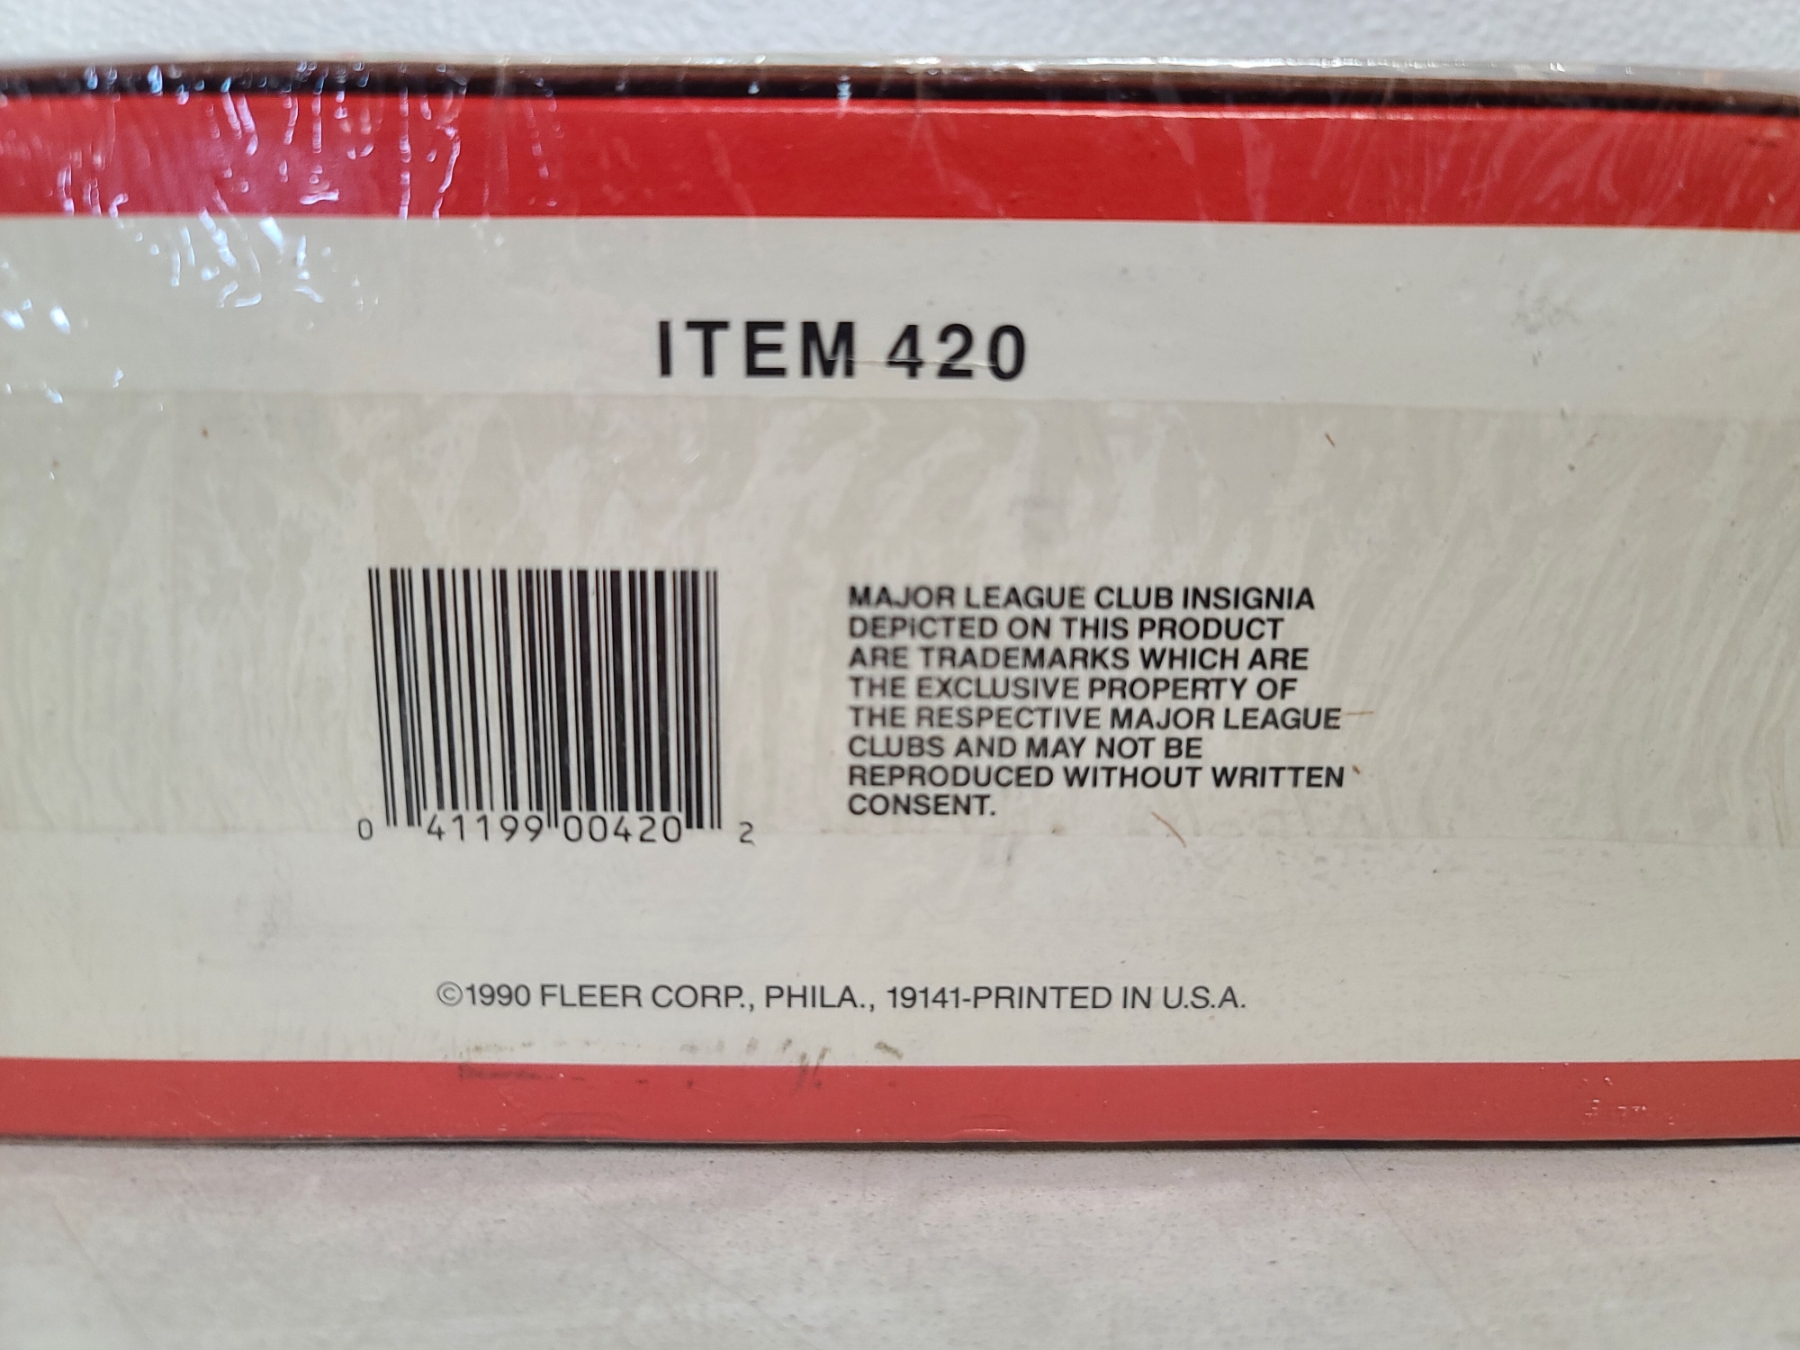 ITEM 420
MAJOR LEAGUE CLUB INSIGNIA
DEPICTED ON THIS PRODUCT
ARE TRADEMARKS WHICH ARE
THE EXCLUSIVE PROPERTY OF
THE RESPECTIVE MAJOR LEAGUE
CLUBS AND MAY NOT BE
REPRODUCED WITHOUT WRITTEN
CONSENT.
0 41199 00420 2
©1990 FLEER CORP., PHILA., 19141-PRINTED IN U.S.A.